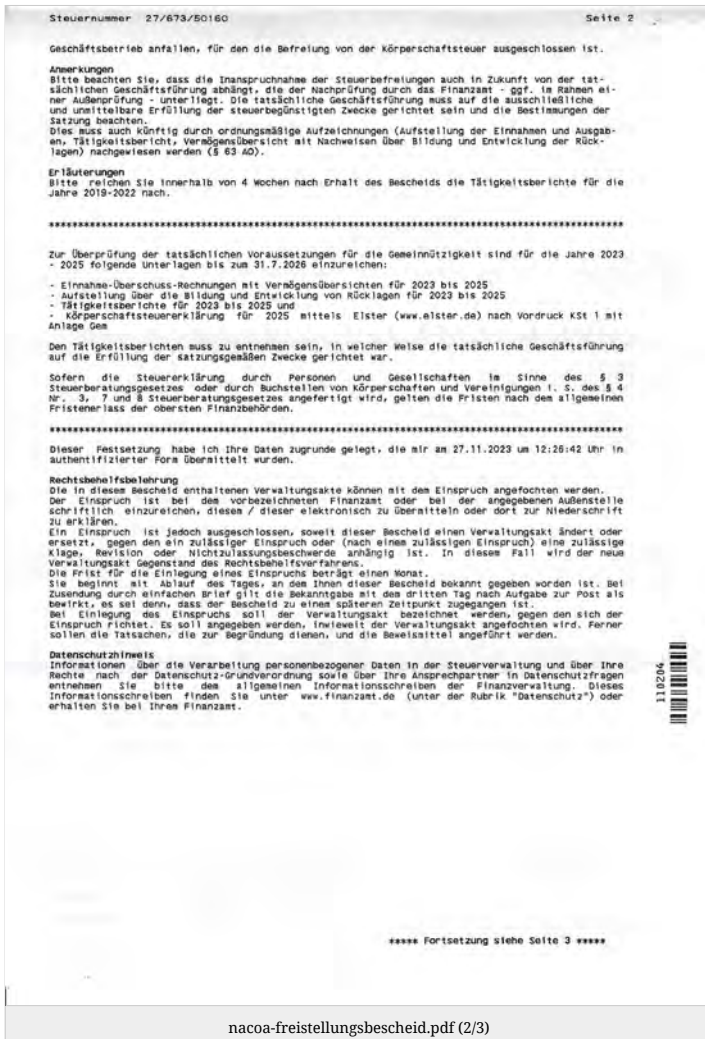 Steuernummer 27/673/50160 Seite 2
Geschäftsbetrieb anfallen, für den die Befreiung von der Körperschaftsteuer ausgeschlossen ist.
Anmerkungen
Bitte beachten Sie, dass die Inanspruchnahme der Steuerbefreiungen auch in Zukunft von der tat-
sächlichen Geschäftsführung abhängt, die der Nachprüfung durch das Finanzamt - ggf. im Rahmen ei-
ner Außenprüfung - unterliegt. Die tatsächliche Geschäftsführung muss auf die ausschließliche
und unmittelbare Erfüllung der steuerbegünstigten Zwecke gerichtet sein und die Bestimmungen der
Satzung beachten.
Dies muss auch künftig durch ordnungsmäßige Aufzeichnungen (Aufstellung der Einnahmen und Ausgab-
en, Tätigkeitsbericht, Vermögensübersicht mit Nachweisen über Bildung und Entwicklung der Rück-
lagen) nachgewiesen werden (§ 63 AO).
Erläuterungen
Bitte reichen Sie innerhalb von 4 Wochen nach Erhalt des Bescheids die Tätigkeitsberichte für die
Jahre 2019-2022 nach.
*************************************************************************************************
Zur Überprüfung der tatsächlichen Voraussetzungen für die Gemeinnützigkeit sind für die Jahre 2023
- 2025 folgende Unterlagen bis zum 31.7.2026 einzureichen:
- Einnahme-Überschuss-Rechnungen mit Vermögensübersichten für 2023 bis 2025
- Aufstellung über die Bildung und Entwicklung von Rücklagen für 2023 bis 2025
- Tätigkeitsberichte für 2023 bis 2025 und
- Körperschaftsteuererklärung für 2025 mittels Elster (www.elster.de) nach Vordruck KSt 1 mit
Anlage Gem
Den Tätigkeitsberichten muss zu entnehmen sein, in welcher Weise die tatsächliche Geschäftsführung
auf die Erfüllung der satzungsgemäßen Zwecke gerichtet war.
Sofern die Steuererklärung durch Personen und Gesellschaften im Sinne des § 3
Steuerberatungsgesetzes oder durch Buchstellen von Körperschaften und Vereinigungen i. S. des § 4
Nr. 3, 7 und 8 Steuerberatungsgesetzes angefertigt wird, gelten die Fristen nach dem allgemeinen
Fristenerlass der obersten Finanzbehörden.
*************************************************************************************************
Dieser Festsetzung habe ich Ihre Daten zugrunde gelegt, die mir am 27.11.2023 um 12:26:42 Uhr in
authentifizierter Form übermittelt wurden.
Rechtsbehelfsbelehrung
Die in diesem Bescheid enthaltenen Verwaltungsakte können mit dem Einspruch angefochten werden.
Der Einspruch ist bei dem vorbezeichneten Finanzamt oder bei der angegebenen Außenstelle
schriftlich einzureichen, diesem / dieser elektronisch zu übermitteln oder dort zur Niederschrift
zu erklären.
Ein Einspruch ist jedoch ausgeschlossen, soweit dieser Bescheid einen Verwaltungsakt ändert oder
ersetzt, gegen den ein zulässiger Einspruch oder (nach einem zulässigen Einspruch) eine zulässige
Klage, Revision oder Nichtzulassungsbeschwerde anhängig ist. In diesem Fall wird der neue
Verwaltungsakt Gegenstand des Rechtsbehelfsverfahrens.
Die Frist für die Einlegung eines Einspruchs beträgt einen Monat.
Sie beginnt mit Ablauf des Tages, an dem Ihnen dieser Bescheid bekannt gegeben worden ist. Bei
Zusendung durch einfachen Brief gilt die Bekanntgabe mit dem dritten Tag nach Aufgabe zur Post als
bewirkt, es sei denn, dass der Bescheid zu einem späteren Zeitpunkt zugegangen ist.
Bei Einlegung des Einspruchs soll der Verwaltungsakt bezeichnet werden, gegen den sich der
Einspruch richtet. Es soll angegeben werden, inwieweit der Verwaltungsakt angefochten wird. Ferner
sollen die Tatsachen, die zur Begründung dienen, und die Beweismittel angeführt werden.
Datenschutzhinweis
Informationen über die Verarbeitung personenbezogener Daten in der Steuerverwaltung und über Ihre
Rechte nach der Datenschutz-Grundverordnung sowie über Ihre Ansprechpartner in Datenschutzfragen
entnehmen Sie bitte dem allgemeinen Informationsschreiben der Finanzverwaltung. Dieses
Informationsschreiben finden Sie unter www.finanzamt.de (unter der Rubrik "Datenschutz") oder
erhalten Sie bei Ihrem Finanzamt.
110204
***** Fortsetzung siehe Seite 3 *****
nacoa-freistellungsbescheid.pdf (2/3)